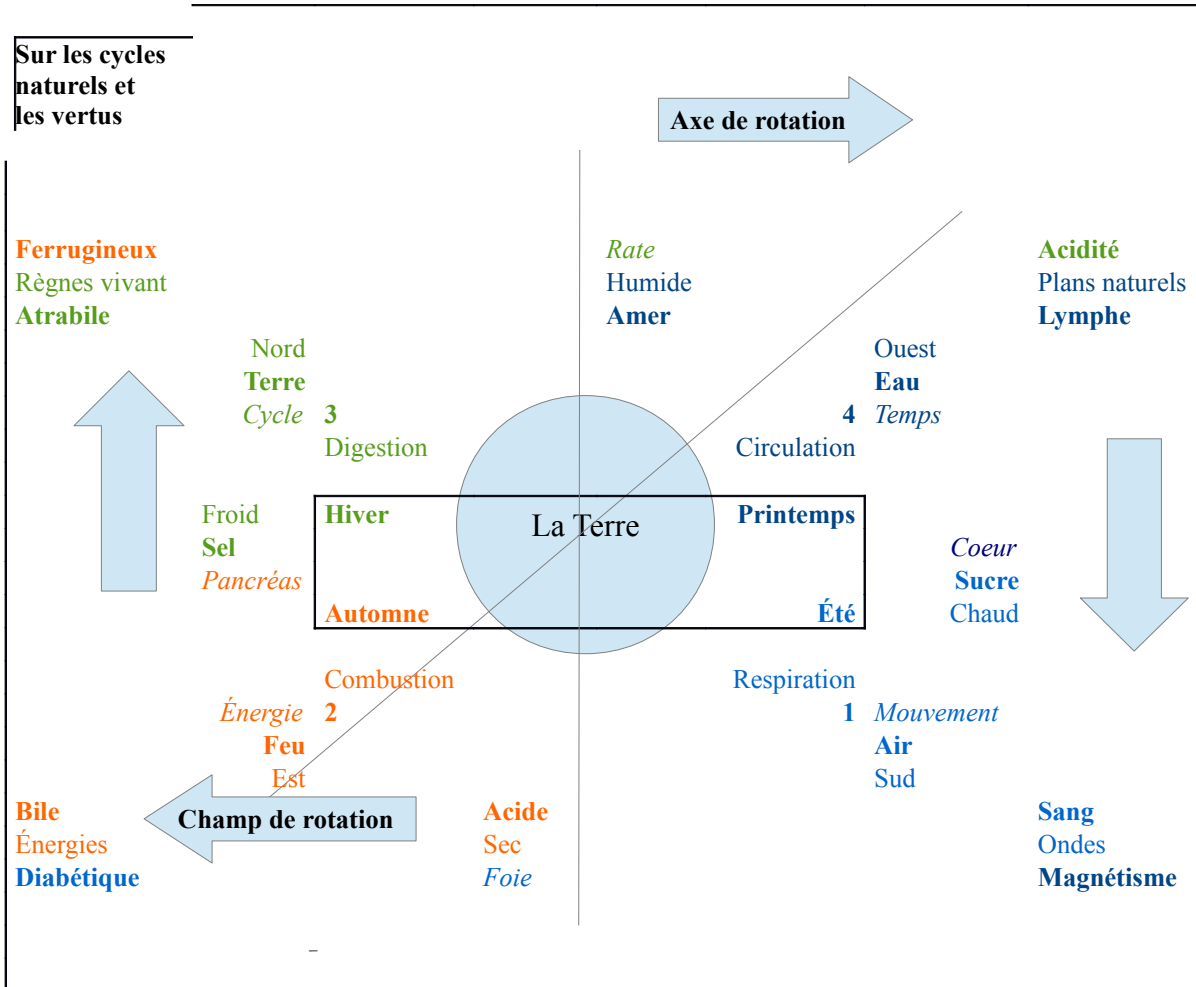 Sur les cycles
naturels et
les vertus
Axe de rotation
Ferrugineux
Règnes vivant
Atrabile
Rate
Humide
Amer
Acidité
Plans naturels
Lymphe
Nord
Terre
Cycle 3
Digestion
Ouest
Eau
4 Temps
Circulation
Froid
Sel
Pancréas
Hiver
La Terre
Printemps
Automne
Été
Coeur
Sucre
Chaud
Combustion
Énergie 2
Feu
Est
Respiration
1 Mouvement
Air
Sud
Bile
Énergies
Diabétique
Champ de rotation
Acide
Sec
Foie
Sang
Ondes
Magnétisme